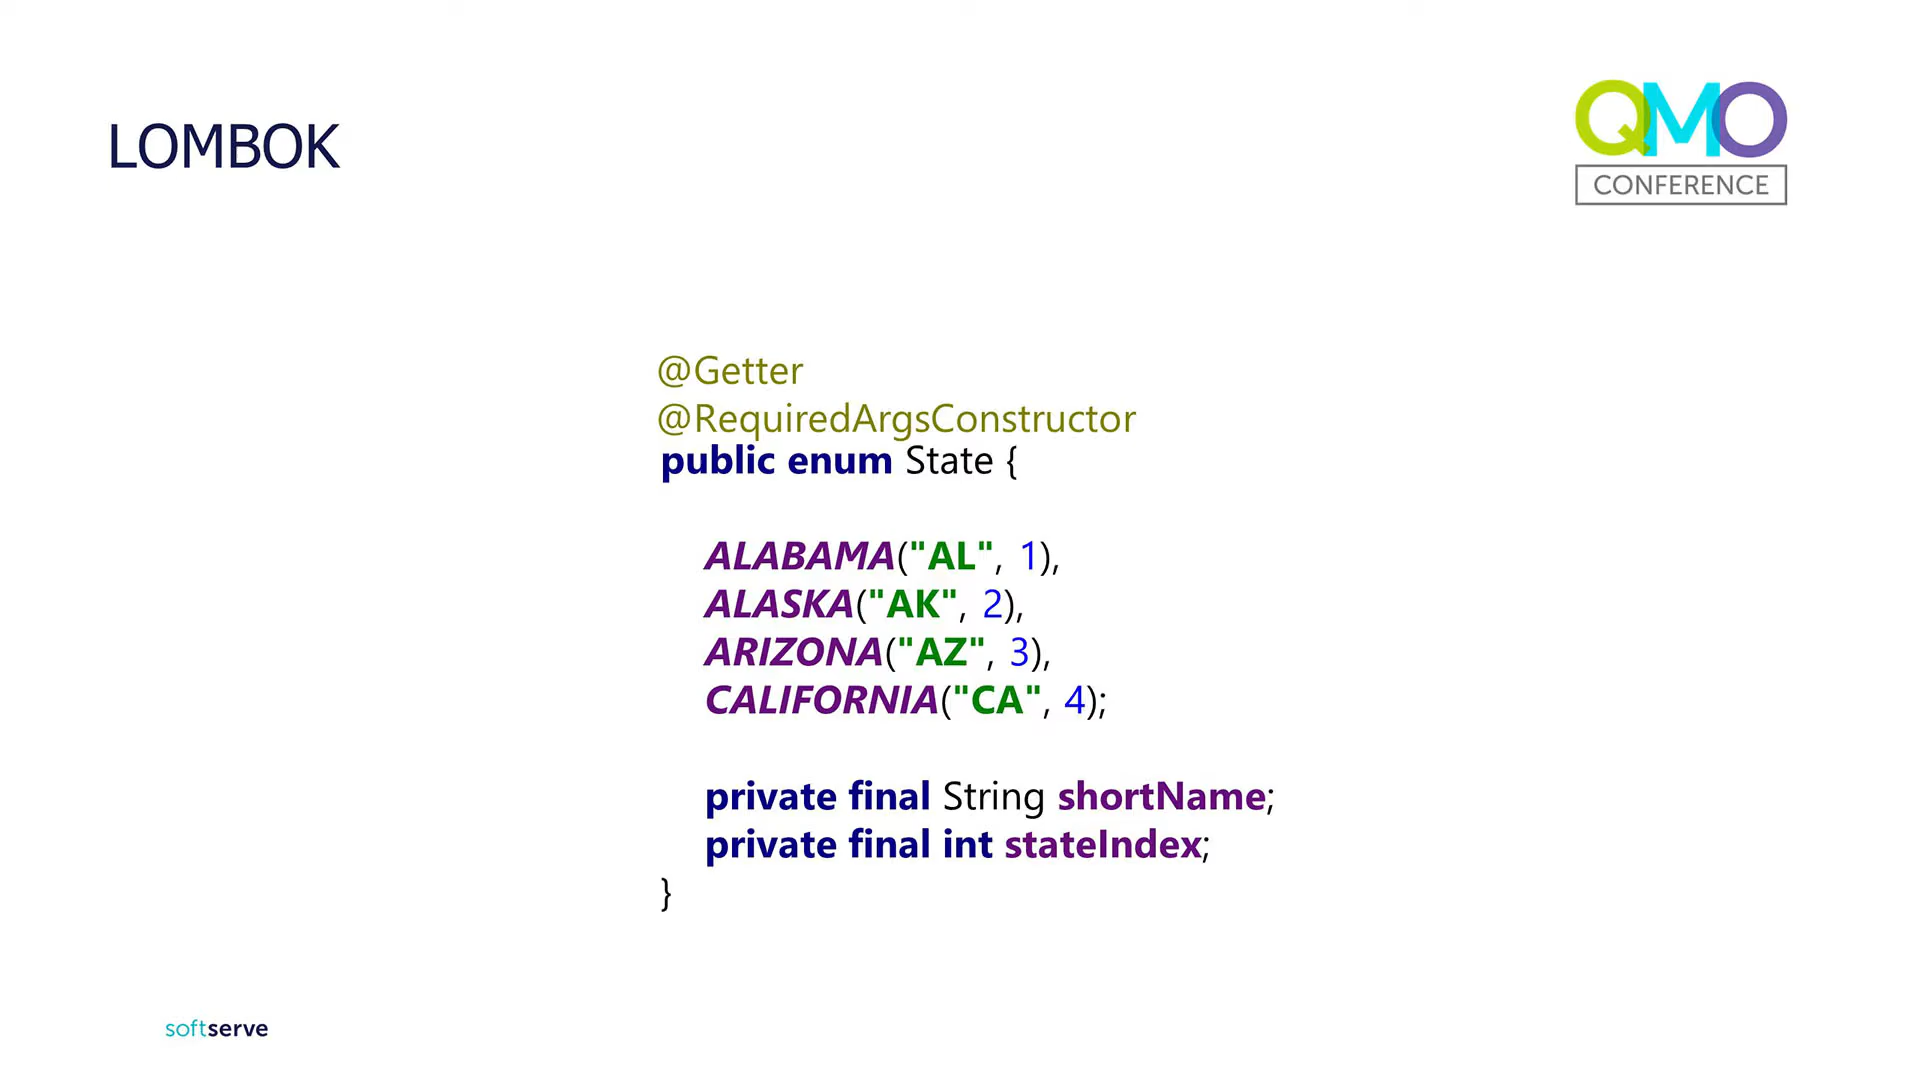 LOMBOK
QMO
CONFERENCE
@Getter
@RequiredArgsConstructor
public enum State {
ALABAMA("AL", 1),
ALASKA("AK", 2),
ARIZONA("AZ", 3),
CALIFORNIA("CA", 4);
private final String shortName;
private final int stateIndex;
}
softserve